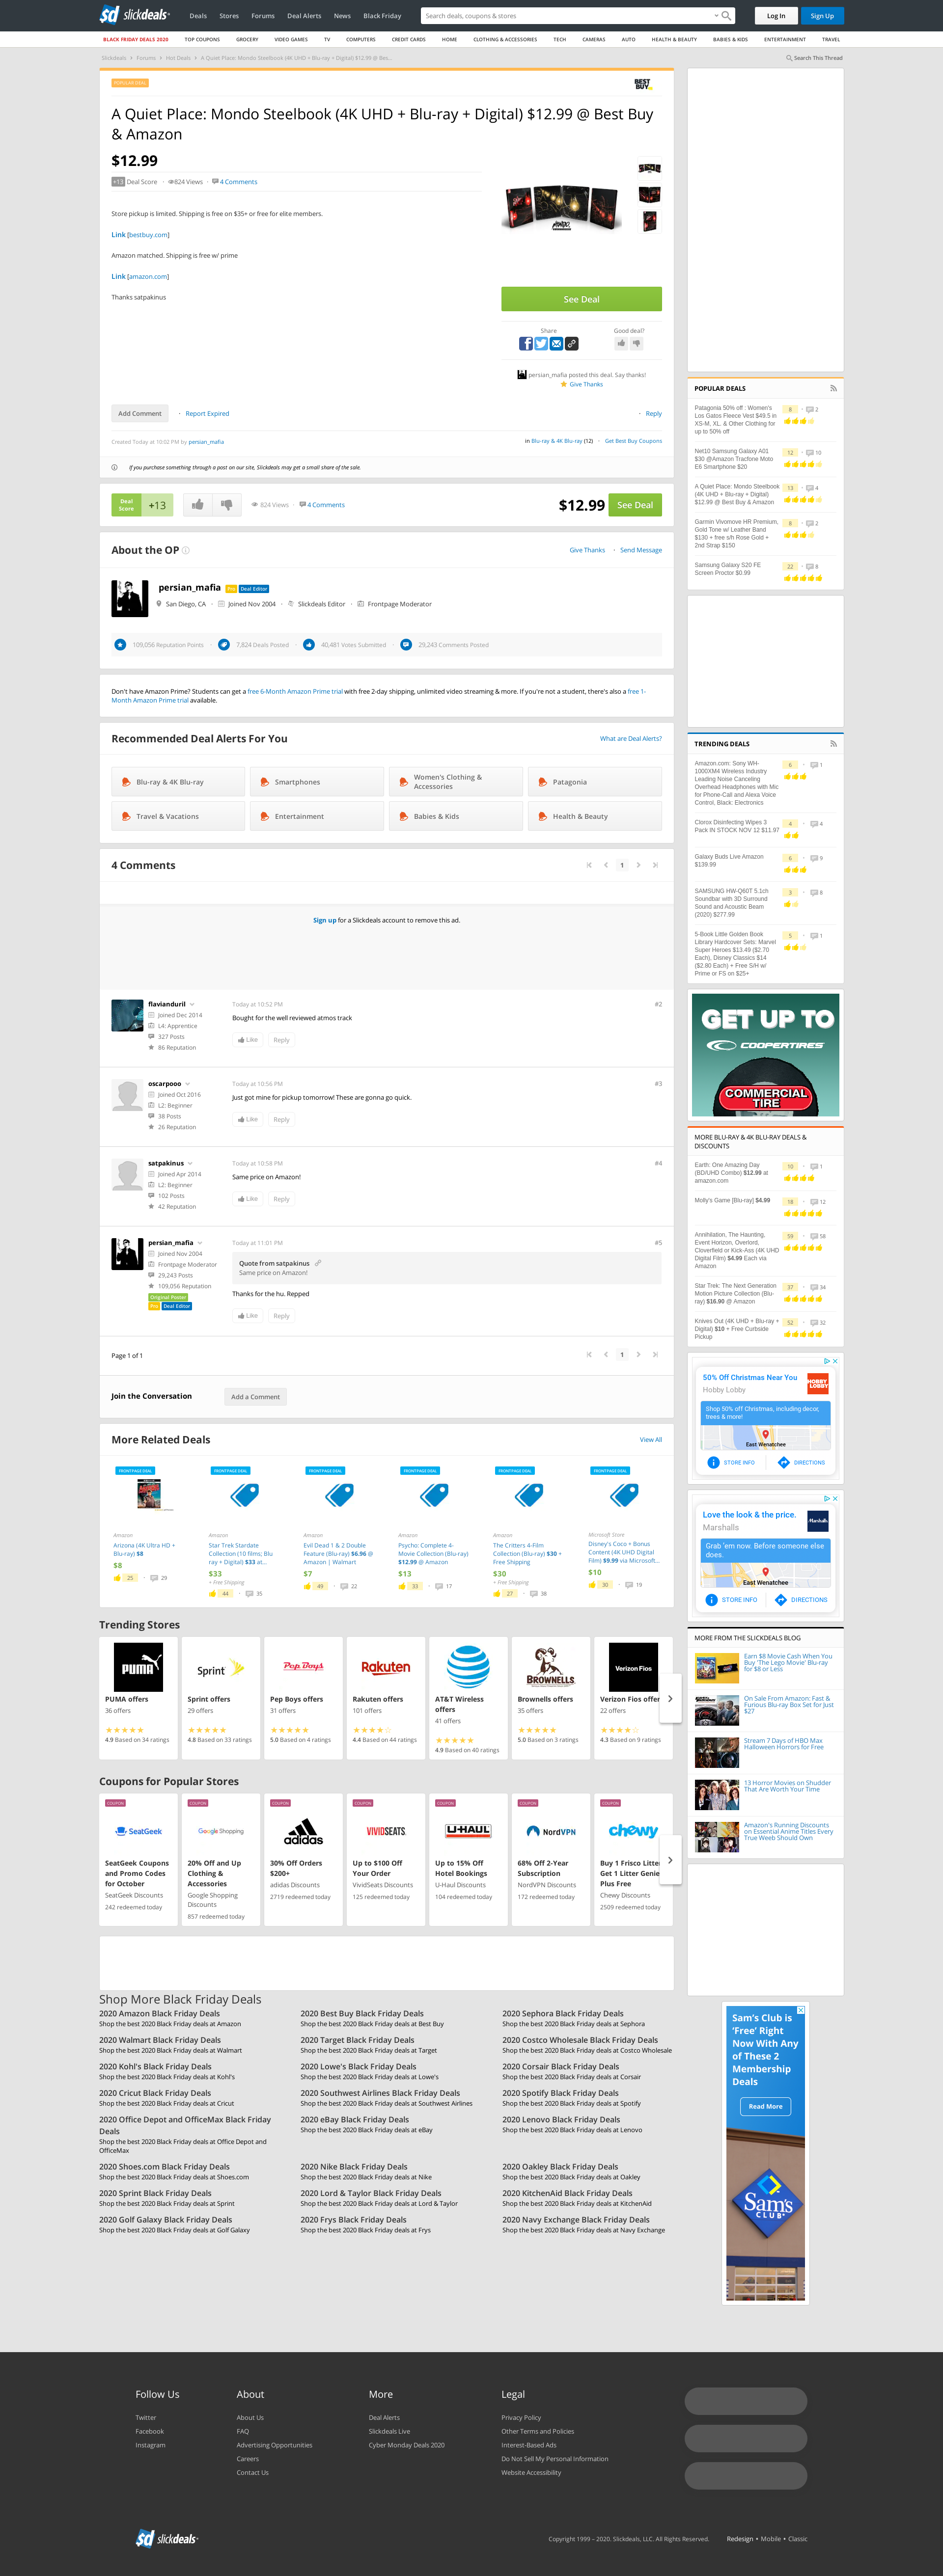 slickdeals
Deals Stores Forums Deal Alerts News Black Friday
Search deals, coupons & stores
Log In
Sign Up
BLACK FRIDAY DEALS 2020 TOP COUPONS GROCERY VIDEO GAMES TV COMPUTERS CREDIT CARDS HOME CLOTHING & ACCESSORIES TECH CAMERAS AUTO HEALTH & BEAUTY BABIES & KIDS ENTERTAINMENT TRAVEL
Slickdeals › Forums › Hot Deals › A Quiet Place: Mondo Steelbook (4K UHD + Blu-ray + Digital) $12.99 @ Bes...
Search This Thread
POPULAR DEAL
BEST BUY
A Quiet Place: Mondo Steelbook (4K UHD + Blu-ray + Digital) $12.99 @ Best Buy
& Amazon
$12.99
+13 Deal Score · 824 Views · 4 Comments
Store pickup is limited. Shipping is free on $35+ or free for elite members.
Link [bestbuy.com]
Amazon matched. Shipping is free w/ prime
Link [amazon.com]
Thanks satpakinus
See Deal
Share
Good deal?
persian_mafia posted this deal. Say thanks!
Give Thanks
Add Comment · Report Expired
· Reply
Created Today at 10:02 PM by persian_mafia
in Blu-ray & 4K Blu-ray (12) · Get Best Buy Coupons
If you purchase something through a post on our site, Slickdeals may get a small share of the sale.
Deal
Score
+13
824 Views · 4 Comments
$12.99
See Deal
About the OP
Give Thanks · Send Message
persian_mafia Pro Deal Editor
San Diego, CA · Joined Nov 2004 · Slickdeals Editor · Frontpage Moderator
109,056 Reputation Points · 7,824 Deals Posted · 40,481 Votes Submitted · 29,243 Comments Posted
Don't have Amazon Prime? Students can get a free 6-Month Amazon Prime trial with free 2-day shipping, unlimited video streaming & more. If you're not a student, there's also a free 1-
Month Amazon Prime trial available.
Recommended Deal Alerts For You
What are Deal Alerts?
Blu-ray & 4K Blu-ray
Smartphones
Women's Clothing &
Accessories
Patagonia
Travel & Vacations
Entertainment
Babies & Kids
Health & Beauty
4 Comments
1
Sign up for a Slickdeals account to remove this ad.
flavianduril
Joined Dec 2014
L4: Apprentice
327 Posts
86 Reputation
Today at 10:52 PM
#2
Bought for the well reviewed atmos track
Like
Reply
oscarpooo
Joined Oct 2016
L2: Beginner
38 Posts
26 Reputation
Today at 10:56 PM
#3
Just got mine for pickup tomorrow! These are gonna go quick.
Like
Reply
satpakinus
Joined Apr 2014
L2: Beginner
102 Posts
42 Reputation
Today at 10:58 PM
#4
Same price on Amazon!
Like
Reply
persian_mafia
Joined Nov 2004
Frontpage Moderator
29,243 Posts
109,056 Reputation
Original Poster
Pro Deal Editor
Today at 11:01 PM
#5
Quote from satpakinus
Same price on Amazon!
Thanks for the hu. Repped
Like
Reply
Page 1 of 1
1
Join the Conversation
Add a Comment
More Related Deals
View All
FRONTPAGE DEAL
Amazon
Arizona (4K Ultra HD +
Blu-ray) $8
$8
25 · 29
FRONTPAGE DEAL
Amazon
Star Trek Stardate
Collection (10 films; Blu
ray + Digital) $33 at...
$33
+ Free Shipping
44 · 35
FRONTPAGE DEAL
Amazon
Evil Dead 1 & 2 Double
Feature (Blu-ray) $6.96 @
Amazon | Walmart
$7
49 · 22
FRONTPAGE DEAL
Amazon
Psycho: Complete 4-
Movie Collection (Blu-ray)
$12.99 @ Amazon
$13
33 · 17
FRONTPAGE DEAL
Amazon
The Critters 4-Film
Collection (Blu-ray) $30 +
Free Shipping
$30
+ Free Shipping
27 · 38
FRONTPAGE DEAL
Microsoft Store
Disney's Coco + Bonus
Content (4K UHD Digital
Film) $9.99 via Microsoft...
$10
30 · 19
Trending Stores
PUMA
PUMA offers
36 offers
4.9 Based on 34 ratings
Sprint
Sprint offers
29 offers
4.8 Based on 33 ratings
Pep Boys
Pep Boys offers
31 offers
5.0 Based on 4 ratings
Rakuten
Rakuten offers
101 offers
4.4 Based on 44 ratings
AT&T Wireless
offers
41 offers
4.9 Based on 40 ratings
BROWNELLS
Brownells offers
35 offers
5.0 Based on 3 ratings
Verizon Fios
Verizon Fios offer
22 offers
4.3 Based on 9 ratings
Coupons for Popular Stores
COUPON
SeatGeek
SeatGeek Coupons
and Promo Codes
for October
SeatGeek Discounts
242 redeemed today
COUPON
Google Shopping
20% Off and Up
Clothing &
Accessories
Google Shopping
Discounts
857 redeemed today
COUPON
adidas
30% Off Orders
$200+
adidas Discounts
2719 redeemed today
COUPON
VIVIDSEATS
Up to $100 Off
Your Order
VividSeats Discounts
125 redeemed today
COUPON
U-HAUL
Up to 15% Off
Hotel Bookings
U-Haul Discounts
104 redeemed today
COUPON
NordVPN
68% Off 2-Year
Subscription
NordVPN Discounts
172 redeemed today
COUPON
chewy
Buy 1 Frisco Litter
Get 1 Litter Genie
Plus Free
Chewy Discounts
2509 redeemed today
Shop More Black Friday Deals
2020 Amazon Black Friday Deals
Shop the best 2020 Black Friday deals at Amazon
2020 Best Buy Black Friday Deals
Shop the best 2020 Black Friday deals at Best Buy
2020 Sephora Black Friday Deals
Shop the best 2020 Black Friday deals at Sephora
2020 Walmart Black Friday Deals
Shop the best 2020 Black Friday deals at Walmart
2020 Target Black Friday Deals
Shop the best 2020 Black Friday deals at Target
2020 Costco Wholesale Black Friday Deals
Shop the best 2020 Black Friday deals at Costco Wholesale
2020 Kohl's Black Friday Deals
Shop the best 2020 Black Friday deals at Kohl's
2020 Lowe's Black Friday Deals
Shop the best 2020 Black Friday deals at Lowe's
2020 Corsair Black Friday Deals
Shop the best 2020 Black Friday deals at Corsair
2020 Cricut Black Friday Deals
Shop the best 2020 Black Friday deals at Cricut
2020 Southwest Airlines Black Friday Deals
Shop the best 2020 Black Friday deals at Southwest Airlines
2020 Spotify Black Friday Deals
Shop the best 2020 Black Friday deals at Spotify
2020 Office Depot and OfficeMax Black Friday
Deals
Shop the best 2020 Black Friday deals at Office Depot and
OfficeMax
2020 eBay Black Friday Deals
Shop the best 2020 Black Friday deals at eBay
2020 Lenovo Black Friday Deals
Shop the best 2020 Black Friday deals at Lenovo
2020 Shoes.com Black Friday Deals
Shop the best 2020 Black Friday deals at Shoes.com
2020 Nike Black Friday Deals
Shop the best 2020 Black Friday deals at Nike
2020 Oakley Black Friday Deals
Shop the best 2020 Black Friday deals at Oakley
2020 Sprint Black Friday Deals
Shop the best 2020 Black Friday deals at Sprint
2020 Lord & Taylor Black Friday Deals
Shop the best 2020 Black Friday deals at Lord & Taylor
2020 KitchenAid Black Friday Deals
Shop the best 2020 Black Friday deals at KitchenAid
2020 Golf Galaxy Black Friday Deals
Shop the best 2020 Black Friday deals at Golf Galaxy
2020 Frys Black Friday Deals
Shop the best 2020 Black Friday deals at Frys
2020 Navy Exchange Black Friday Deals
Shop the best 2020 Black Friday deals at Navy Exchange
POPULAR DEALS
Patagonia 50% off : Women's
Los Gatos Fleece Vest $49.5 in
XS-M, XL, & Other Clothing for
up to 50% off
8 · 2
Net10 Samsung Galaxy A01
$30 @Amazon Tracfone Moto
E6 Smartphone $20
12 · 10
A Quiet Place: Mondo Steelbook
(4K UHD + Blu-ray + Digital)
$12.99 @ Best Buy & Amazon
13 · 4
Garmin Vivomove HR Premium,
Gold Tone w/ Leather Band
$130 + free s/h Rose Gold +
2nd Strap $150
8 · 2
Samsung Galaxy S20 FE
Screen Proctor $0.99
22 · 8
TRENDING DEALS
Amazon.com: Sony WH-
1000XM4 Wireless Industry
Leading Noise Canceling
Overhead Headphones with Mic
for Phone-Call and Alexa Voice
Control, Black: Electronics
6 · 1
Clorox Disinfecting Wipes 3
Pack IN STOCK NOV 12 $11.97
4 · 4
Galaxy Buds Live Amazon
$139.99
6 · 9
SAMSUNG HW-Q60T 5.1ch
Soundbar with 3D Surround
Sound and Acoustic Beam
(2020) $277.99
3 · 8
5-Book Little Golden Book
Library Hardcover Sets: Marvel
Super Heroes $13.49 ($2.70
Each), Disney Classics $14
($2.80 Each) + Free S/H w/
Prime or FS on $25+
5 · 1
GET UP TO
COOPERTIRES
COMMERCIAL
TIRE
MORE BLU-RAY & 4K BLU-RAY DEALS &
DISCOUNTS
Earth: One Amazing Day
(BD/UHD Combo) $12.99 at
amazon.com
10 · 1
Molly's Game [Blu-ray] $4.99
18 · 12
Annihilation, The Haunting,
Event Horizon, Overlord,
Cloverfield or Kick-Ass (4K UHD
Digital Film) $4.99 Each via
Amazon
59 · 58
Star Trek: The Next Generation
Motion Picture Collection (Blu-
ray) $16.90 @ Amazon
37 · 34
Knives Out (4K UHD + Blu-ray +
Digital) $10 + Free Curbside
Pickup
52 · 32
50% Off Christmas Near You
Hobby Lobby
HOBBY LOBBY
Shop 50% off Christmas, including decor,
trees & more!
East Wenatchee
STORE INFO
DIRECTIONS
Love the look & the price.
Marshalls
Marshalls
Grab 'em now. Before someone else
does.
East Wenatchee
STORE INFO
DIRECTIONS
MORE FROM THE SLICKDEALS BLOG
Earn $8 Movie Cash When You
Buy 'The Lego Movie' Blu-ray
for $8 or Less
On Sale From Amazon: Fast &
Furious Blu-ray Box Set for Just
$27
Stream 7 Days of HBO Max
Halloween Horrors for Free
13 Horror Movies on Shudder
That Are Worth Your Time
Amazon's Running Discounts
on Essential Anime Titles Every
True Weeb Should Own
Sam's Club is
'Free' Right
Now With Any
of These 2
Membership
Deals
Read More
Sam's
CLUB
Follow Us
Twitter
Facebook
Instagram
About
About Us
FAQ
Advertising Opportunities
Careers
Contact Us
More
Deal Alerts
Slickdeals Live
Cyber Monday Deals 2020
Legal
Privacy Policy
Other Terms and Policies
Interest-Based Ads
Do Not Sell My Personal Information
Website Accessibility
slickdeals
Copyright 1999 – 2020. Slickdeals, LLC. All Rights Reserved.
Redesign • Mobile • Classic